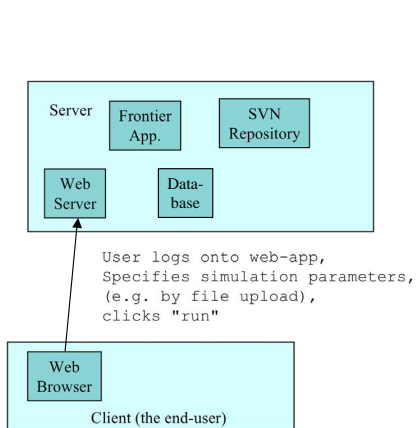 Server
Frontier
App.
SVN
Repository
Web
Server
Data-
base
User logs onto web-app,
Specifies simulation parameters,
(e.g. by file upload),
clicks "run"
Web
Browser
Client (the end-user)